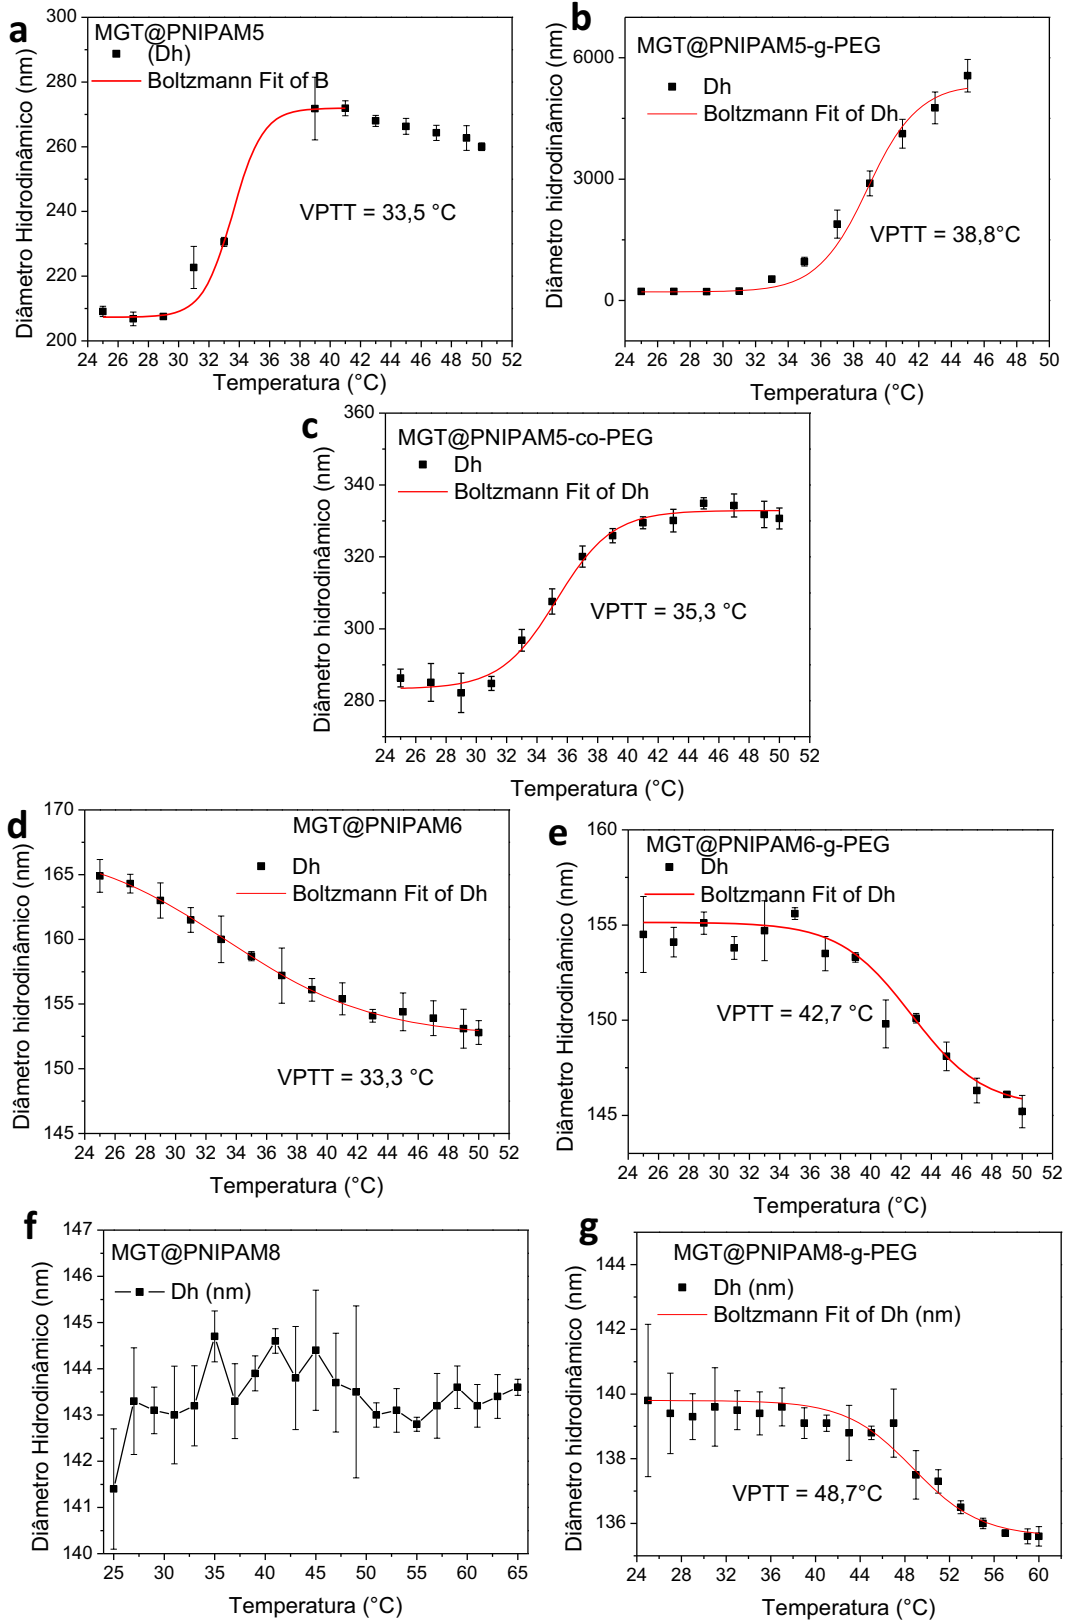 a
MGT@PNIPAM5
(Dh)
Boltzmann Fit of B
VPTT = 33,5 °C
Diâmetro Hidrodinâmico (nm)
300
280
260
240
220
200
24 26 28 30 32 34 36 38 40 42 44 46 48 50 52
Temperatura (°C)
b
MGT@PNIPAM5-g-PEG
Dh
Boltzmann Fit of Dh
VPTT = 38,8°C
Diâmetro hidrodinâmico (nm)
6000
3000
0
24 26 28 30 32 34 36 38 40 42 44 46 48 50
Temperatura (°C)
c
MGT@PNIPAM5-co-PEG
Dh
Boltzmann Fit of Dh
VPTT = 35,3 °C
Diâmetro hidrodinâmico (nm)
360
340
320
300
280
24 26 28 30 32 34 36 38 40 42 44 46 48 50 52
Temperatura (°C)
d
MGT@PNIPAM6
Dh
Boltzmann Fit of Dh
VPTT = 33,3 °C
Diâmetro hidrodinâmico (nm)
170
165
160
155
150
145
24 26 28 30 32 34 36 38 40 42 44 46 48 50 52
Temperatura (°C)
e
MGT@PNIPAM6-g-PEG
Dh
Boltzmann Fit of Dh
VPTT = 42,7 °C
Diâmetro Hidrodinâmico (nm)
160
155
150
145
24 26 28 30 32 34 36 38 40 42 44 46 48 50 52
Temperatura (°C)
f
MGT@PNIPAM8
Dh (nm)
Diâmetro Hidrodinâmico (nm)
147
146
145
144
143
142
141
140
25 30 35 40 45 50 55 60 65
Temperatura (°C)
g
MGT@PNIPAM8-g-PEG
Dh (nm)
Boltzmann Fit of Dh (nm)
VPTT = 48,7°C
Diâmetro hidrodinâmico (nm)
144
142
140
138
136
24 28 32 36 40 44 48 52 56 60
Temperatura (°C)